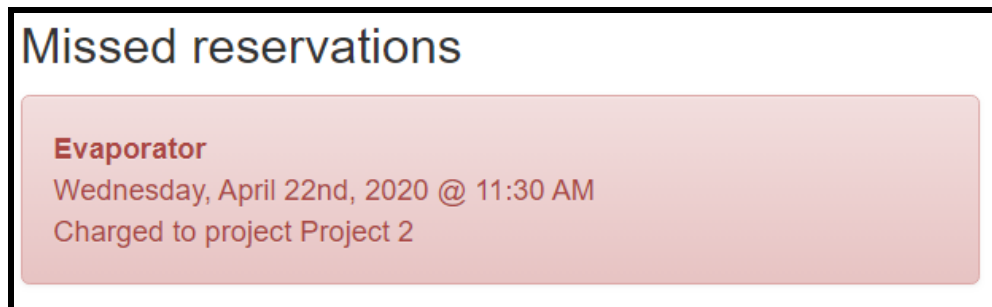 Missed reservations
Evaporator
Wednesday, April 22nd, 2020 @ 11:30 AM
Charged to project Project 2